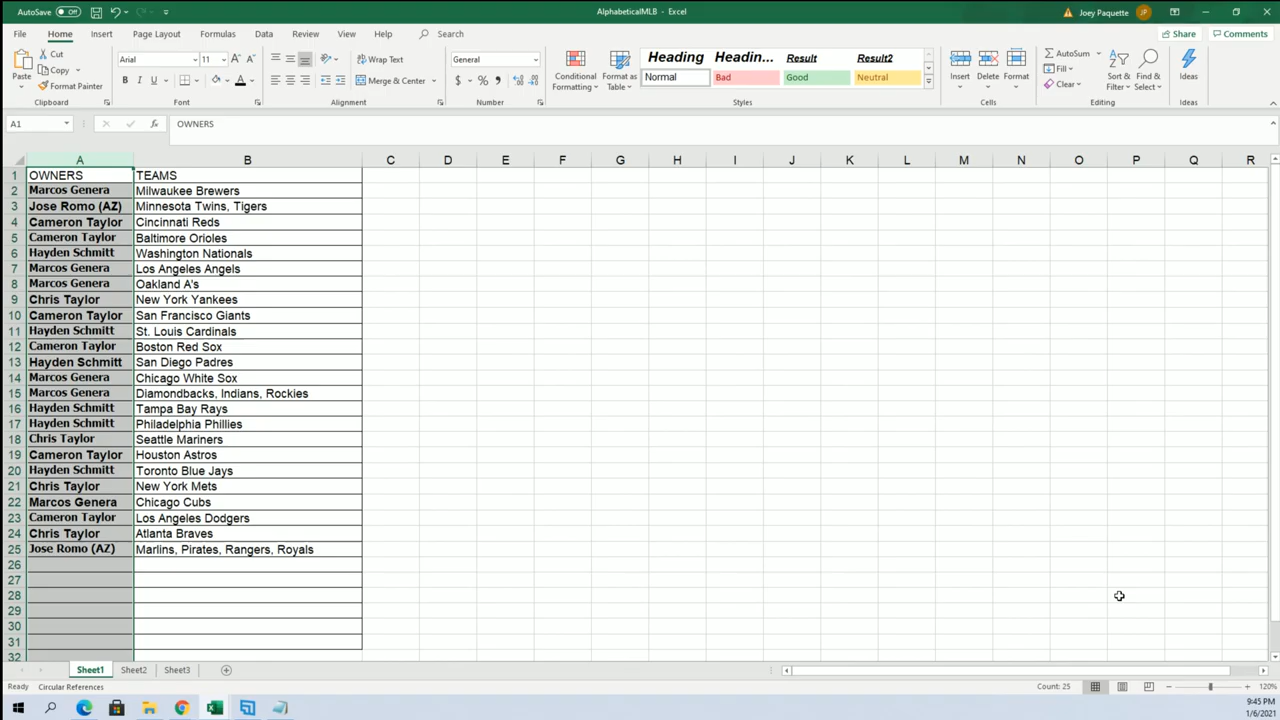 AutoSave Off AlphabeticalMLB - Excel Joey Paquette JP
File Home Insert Page Layout Formulas Data Review View Help Search Share Comments
Paste Cut Copy Format Painter Clipboard
Arial 11 A A B I U A Font
Wrap Text Merge & Center Alignment
General $ % 9 Number
Conditional Formatting Format as Table
Heading Headin... Result Result2
Normal Bad Good Neutral
Styles
Insert Delete Format Cells
AutoSum Fill Clear Sort & Filter Find & Select Editing
Ideas Ideas
A1 fx OWNERS
A B C D E F G H I J K L M N O P Q R
1 OWNERS TEAMS
2 Marcos Genera Milwaukee Brewers
3 Jose Romo (AZ) Minnesota Twins, Tigers
4 Cameron Taylor Cincinnati Reds
5 Cameron Taylor Baltimore Orioles
6 Hayden Schmitt Washington Nationals
7 Marcos Genera Los Angeles Angels
8 Marcos Genera Oakland A's
9 Chris Taylor New York Yankees
10 Cameron Taylor San Francisco Giants
11 Hayden Schmitt St. Louis Cardinals
12 Cameron Taylor Boston Red Sox
13 Hayden Schmitt San Diego Padres
14 Marcos Genera Chicago White Sox
15 Marcos Genera Diamondbacks, Indians, Rockies
16 Hayden Schmitt Tampa Bay Rays
17 Hayden Schmitt Philadelphia Phillies
18 Chris Taylor Seattle Mariners
19 Cameron Taylor Houston Astros
20 Hayden Schmitt Toronto Blue Jays
21 Chris Taylor New York Mets
22 Marcos Genera Chicago Cubs
23 Cameron Taylor Los Angeles Dodgers
24 Chris Taylor Atlanta Braves
25 Jose Romo (AZ) Marlins, Pirates, Rangers, Royals
26
27
28
29
30
31
32
Sheet1 Sheet2 Sheet3
Ready Circular References Count: 25 120%
9:45 PM
1/6/2021